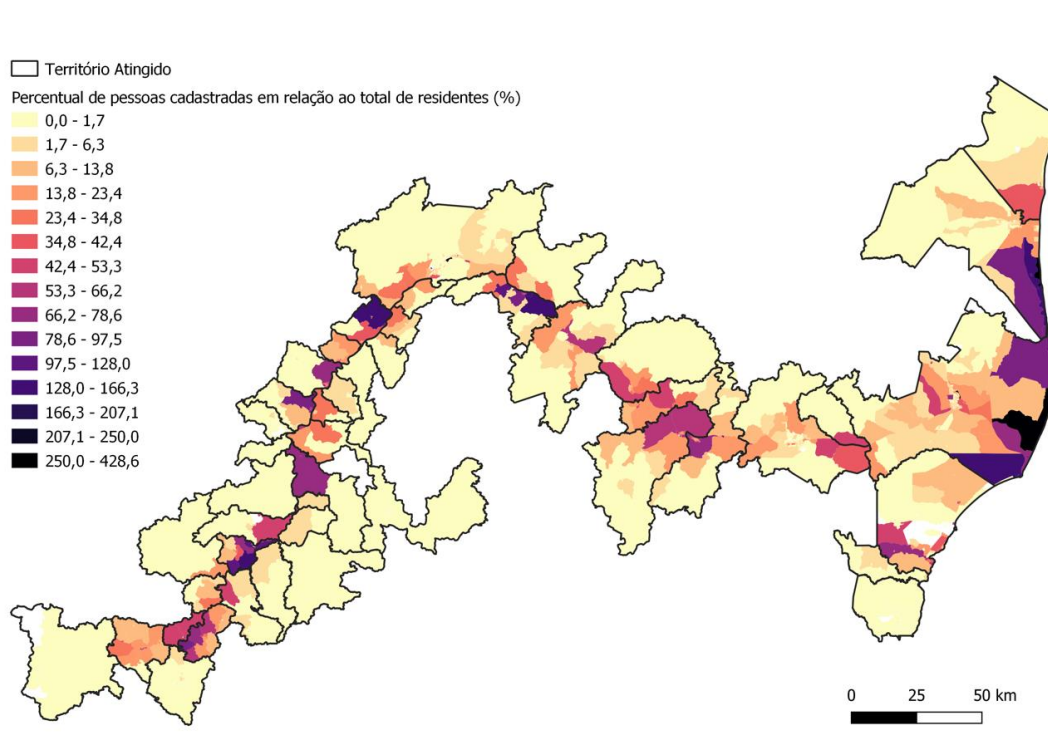 Território Atingido
Percentual de pessoas cadastradas em relação ao total de residentes (%)
0,0 - 1,7
1,7 - 6,3
6,3 - 13,8
13,8 - 23,4
23,4 - 34,8
34,8 - 42,4
42,4 - 53,3
53,3 - 66,2
66,2 - 78,6
78,6 - 97,5
97,5 - 128,0
128,0 - 166,3
166,3 - 207,1
207,1 - 250,0
250,0 - 428,6
0 25 50 km